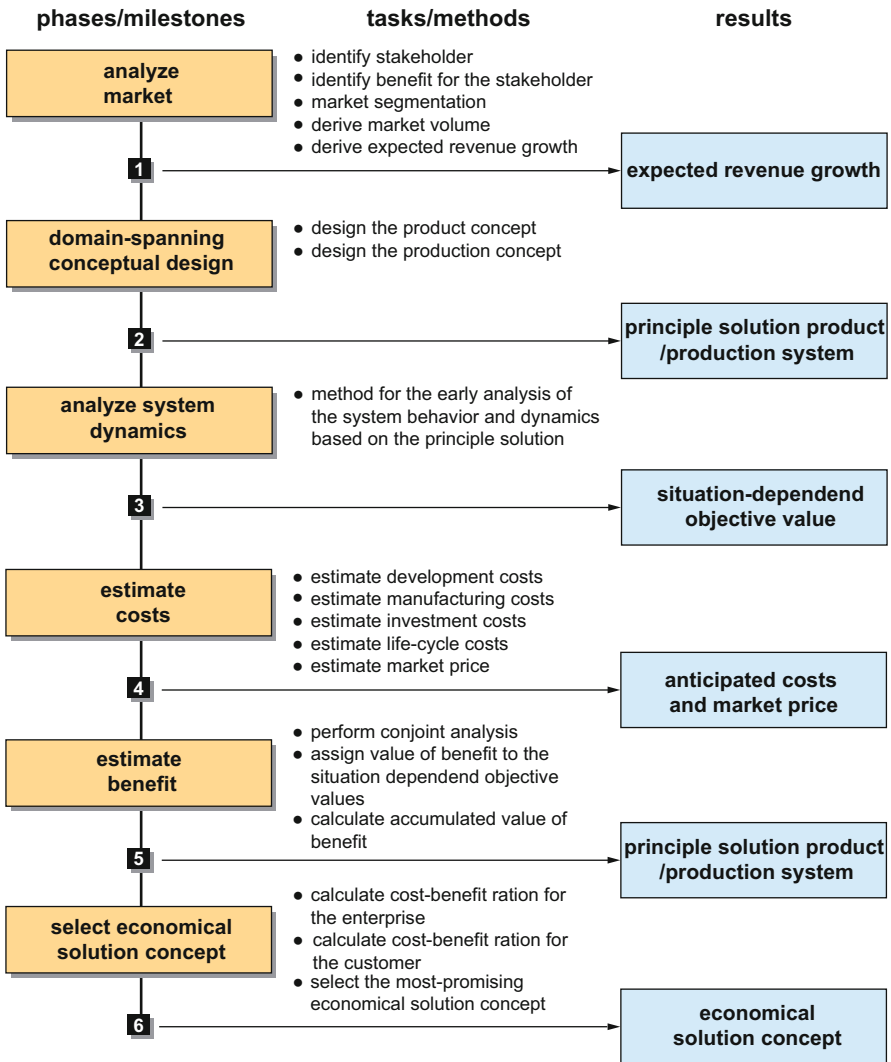 phases/milestones
tasks/methods
results
analyze
market
● identify stakeholder
● identify benefit for the stakeholder
● market segmentation
● derive market volume
● derive expected revenue growth
1
expected revenue growth
domain-spanning
conceptual design
● design the product concept
● design the production concept
2
principle solution product
/production system
analyze system
dynamics
● method for the early analysis of
the system behavior and dynamics
based on the principle solution
3
situation-dependend
objective value
estimate
costs
● estimate development costs
● estimate manufacturing costs
● estimate investment costs
● estimate life-cycle costs
● estimate market price
4
anticipated costs
and market price
estimate
benefit
● perform conjoint analysis
● assign value of benefit to the
situation dependend objective
values
● calculate accumulated value of
benefit
5
principle solution product
/production system
select economical
solution concept
● calculate cost-benefit ration for
the enterprise
● calculate cost-benefit ration for
the customer
● select the most-promising
economical solution concept
6
economical
solution concept